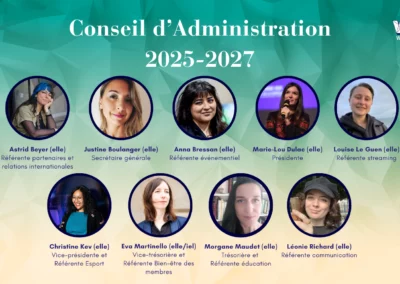 Conseil d'Administration
2025-2027
Astrid Beyer (elle)
Référente partenaires et
relations internationales
Justine Boulanger (elle)
Secrétaire générale
Anna Bressan (elle)
Référente événementiel
Marie-Lou Dulac (elle)
Présidente
Louise Le Guen (elle)
Référente streaming
Christine Kev (elle)
Vice-présidente et
Référente Esport
Eva Martinello (elle/iel)
Vice-trésorière et
Référente Bien-être des
membres
Morgane Maudet (elle)
Trésorière et
Référente éducation
Léonie Richard (elle)
Référente communication